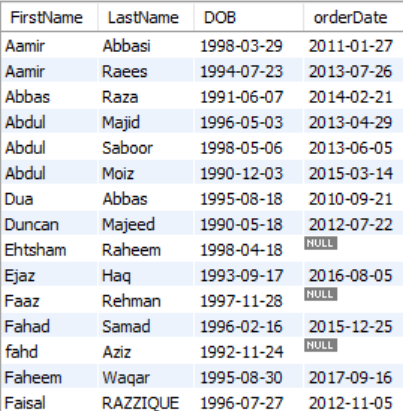 FirstName LastName DOB orderDate
Aamir Abbasi 1998-03-29 2011-01-27
Aamir Raees 1994-07-23 2013-07-26
Abbas Raza 1991-06-07 2014-02-21
Abdul Majid 1996-05-03 2013-04-29
Abdul Saboor 1998-05-06 2013-06-05
Abdul Moiz 1990-12-03 2015-03-14
Dua Abbas 1995-08-18 2010-09-21
Duncan Majeed 1990-05-18 2012-07-22
Ehtsham Raheem 1998-04-18 NULL
Ejaz Haq 1993-09-17 2016-08-05
Faaz Rehman 1997-11-28 NULL
Fahad Samad 1996-02-16 2015-12-25
fahd Aziz 1992-11-24 NULL
Faheem Waqar 1995-08-30 2017-09-16
Faisal RAZZIQUE 1996-07-27 2012-11-05